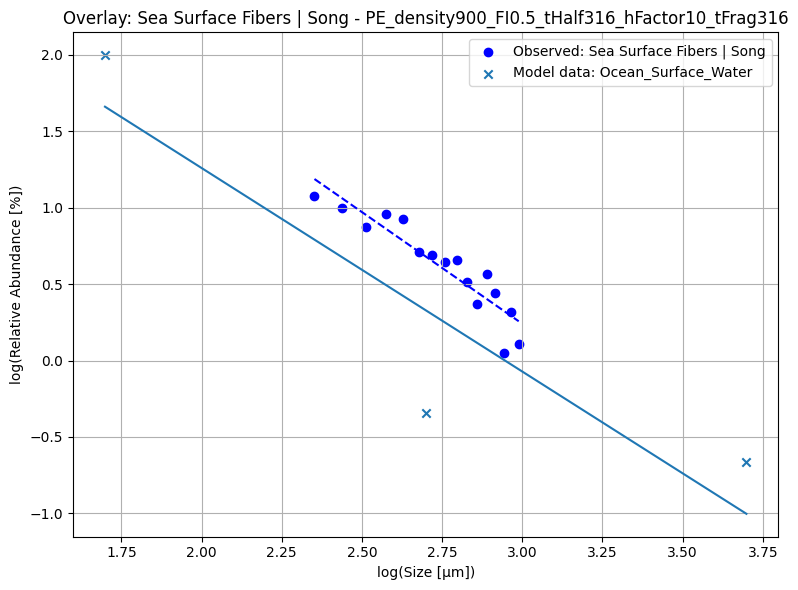 Overlay: Sea Surface Fibers | Song - PE_density900_FI0.5_tHalf316_hFactor10_tFrag316
Observed: Sea Surface Fibers | Song
Model data: Ocean_Surface_Water
log(Relative Abundance [%])
2.0
1.5
1.0
0.5
0.0
−0.5
−1.0
1.75 2.00 2.25 2.50 2.75 3.00 3.25 3.50 3.75
log(Size [μm])